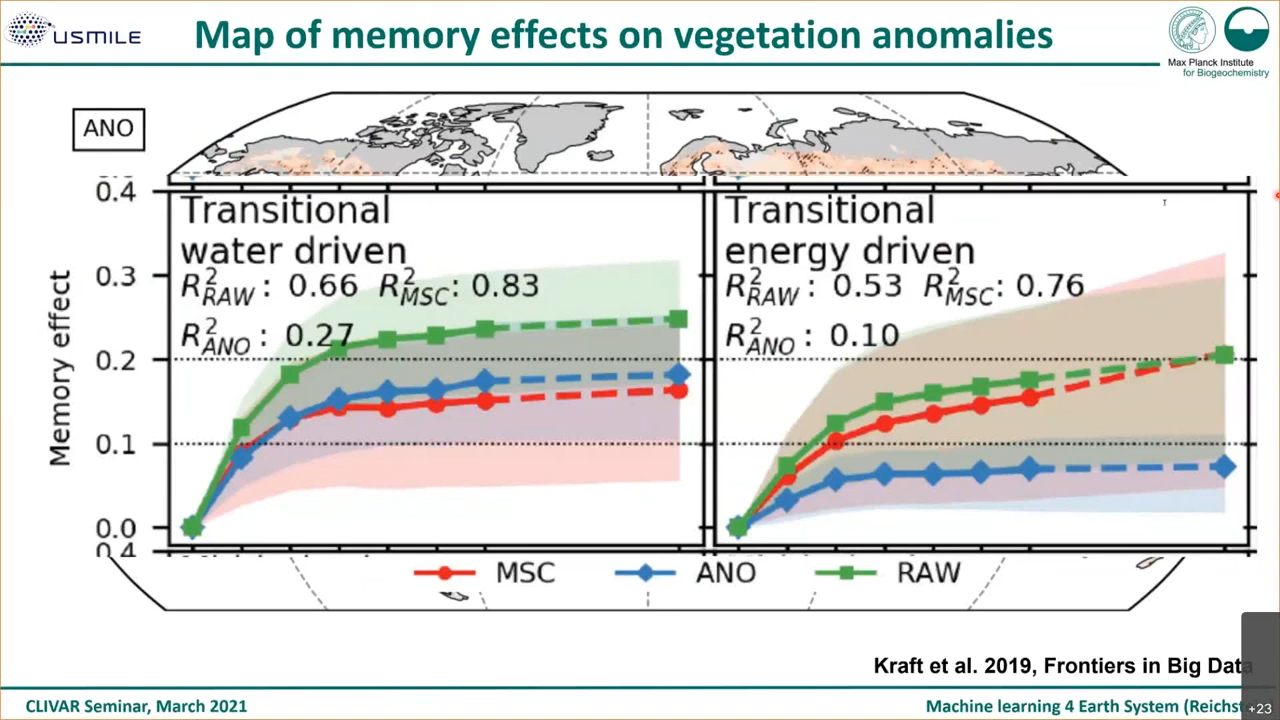 USMILE
Map of memory effects on vegetation anomalies
Max Planck Institute
for Biogeochemistry
ANO
Memory effect
0.4
0.3
0.2
0.1
0.0
0.4
Transitional
water driven
R²RAW: 0.66 R²MSC: 0.83
R²ANO: 0.27
Transitional
energy driven
R²RAW: 0.53 R²MSC: 0.76
R²ANO: 0.10
MSC ANO RAW
Kraft et al. 2019, Frontiers in Big Data
CLIVAR Seminar, March 2021
Machine learning 4 Earth System
+23